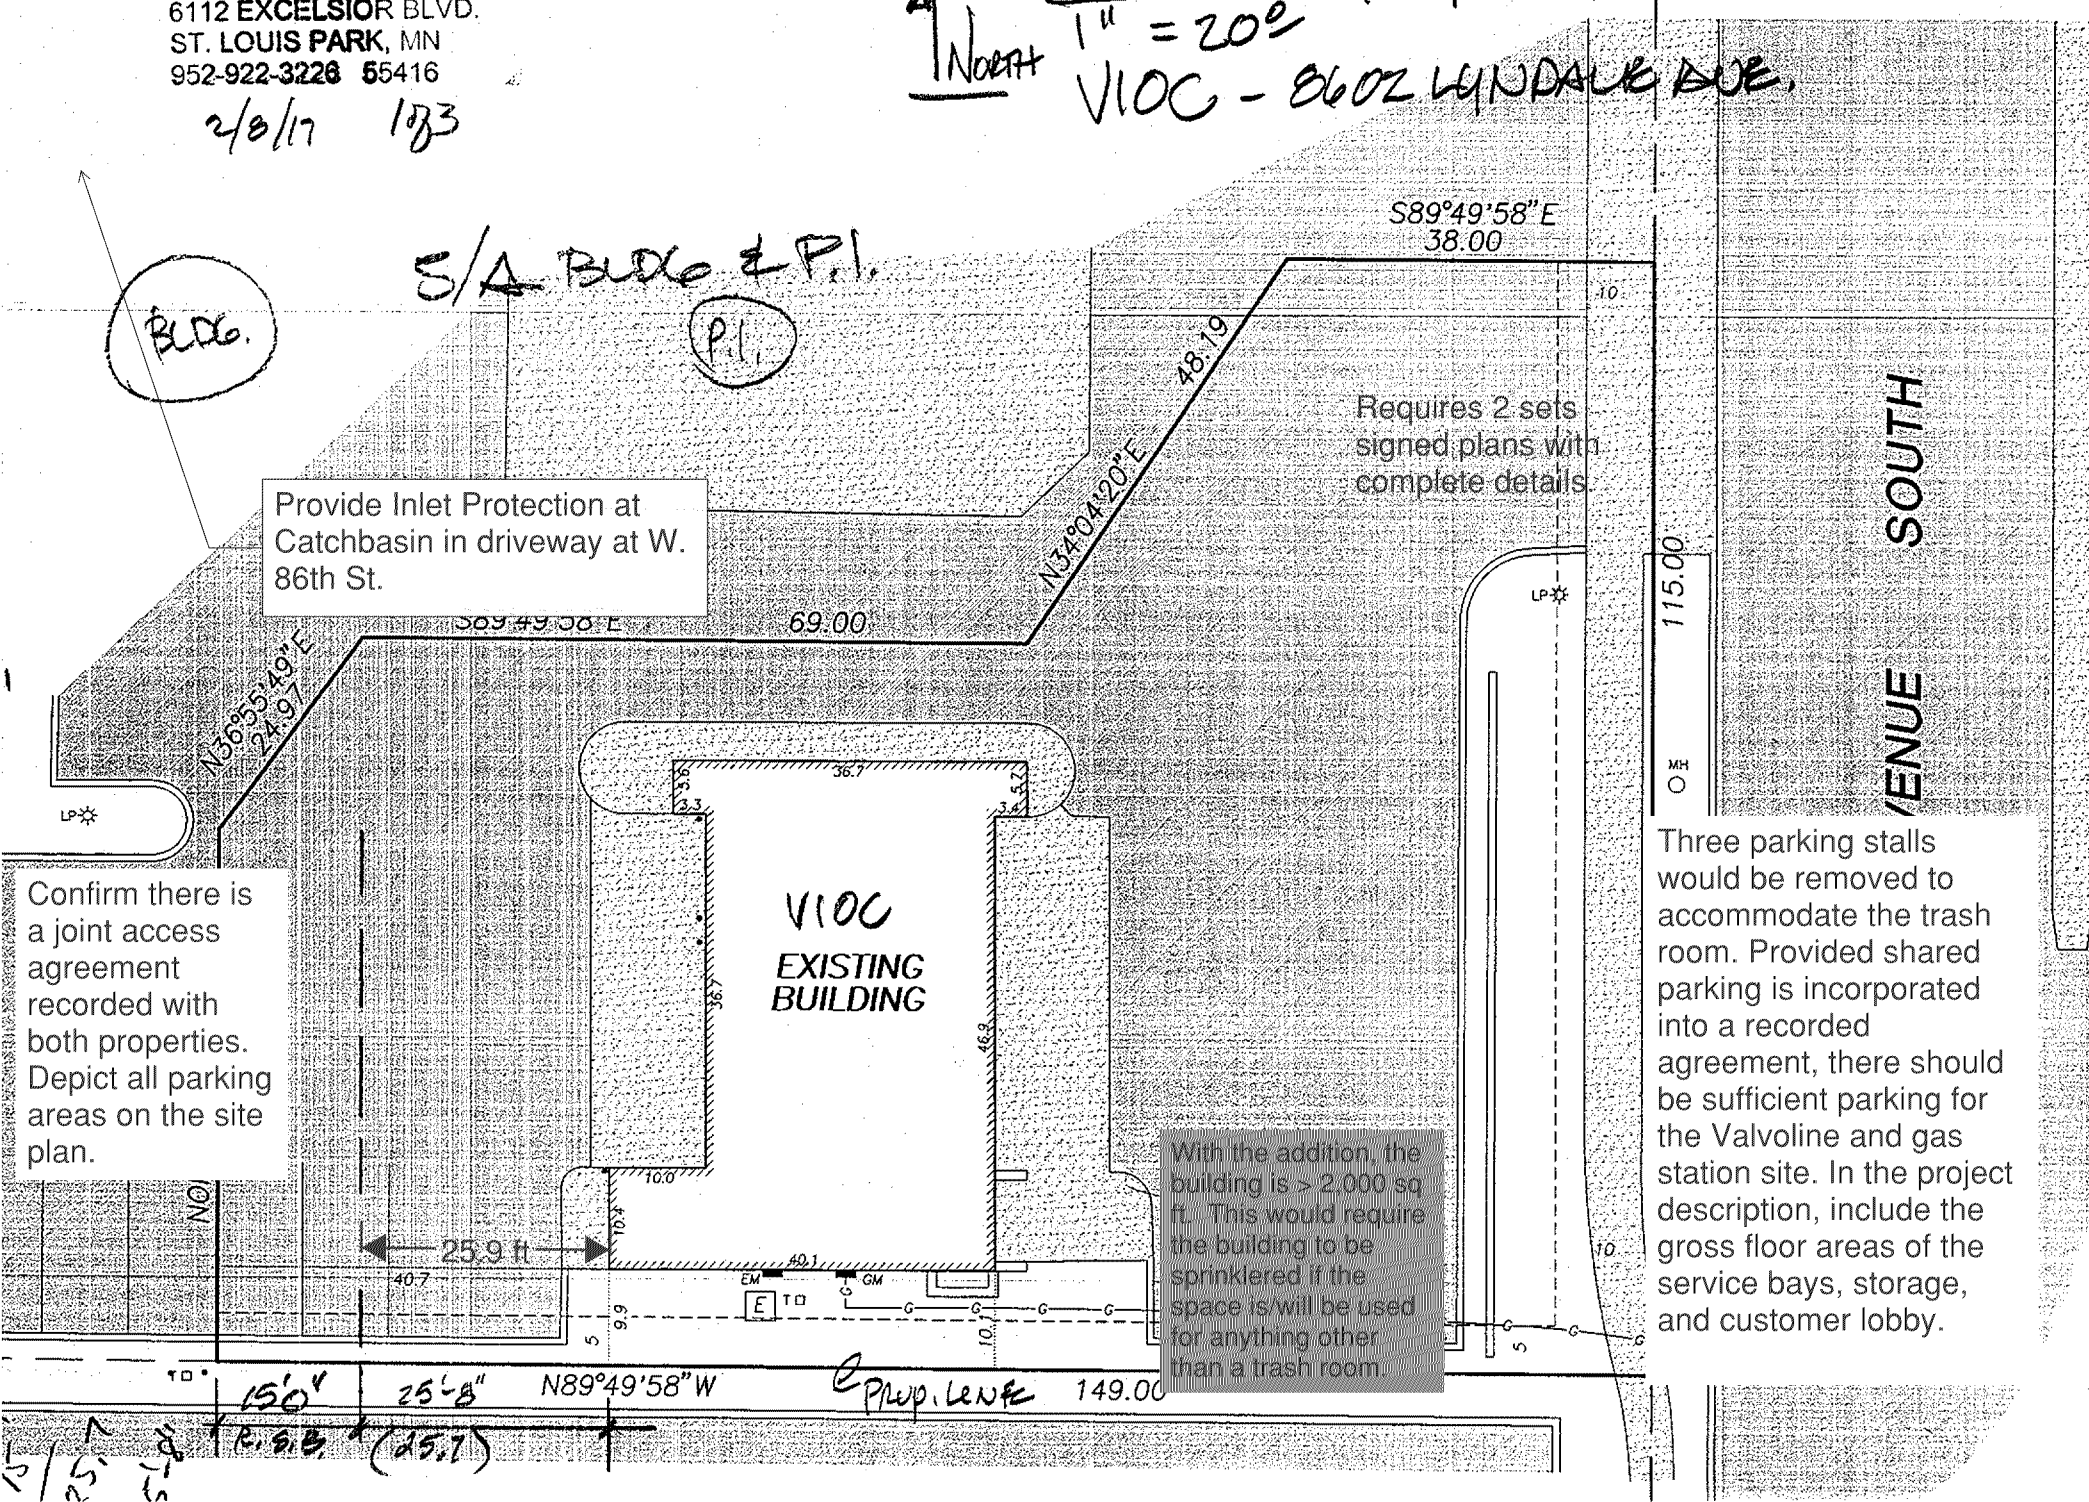 6112 EXCELSIOR BLVD.
ST. LOUIS PARK, MN
952-922-3226 55416
2/8/17 1of3
NORTH
1" = 20°
VIOC - 8602 LYNDALE AVE.
S/A BLDG & P.I.
BLDG.
P.I.
S89°49'58"E
38.00
10
48.19
N34°04'20"E
Requires 2 sets
signed plans with
complete details.
SOUTH
VENUE
115.00
Provide Inlet Protection at
Catchbasin in driveway at W.
86th St.
S89°49'58"E
69.00
N36°55'49"E
24.97
LP
LP
MH
36.7
5.6
5.7
3.3
3.4
VIOC
EXISTING
BUILDING
36.7
46.9
Confirm there is
a joint access
agreement
recorded with
both properties.
Depict all parking
areas on the site
plan.
Three parking stalls
would be removed to
accommodate the trash
room. Provided shared
parking is incorporated
into a recorded
agreement, there should
be sufficient parking for
the Valvoline and gas
station site. In the project
description, include the
gross floor areas of the
service bays, storage,
and customer lobby.
With the addition, the
building is > 2,000 sq
ft. This would require
the building to be
sprinklered if the
space is/will be used
for anything other
than a trash room.
10.0
10.4
25.9 ft
40.7
40.1
EM
GM
E
T
G
G
G
G
G
G
G
G
10
5
9.9
10.1
5
T
N89°49'58"W
PROP. LINE
149.00
15'0"
25'-8"
R.S.B.
(25.7)